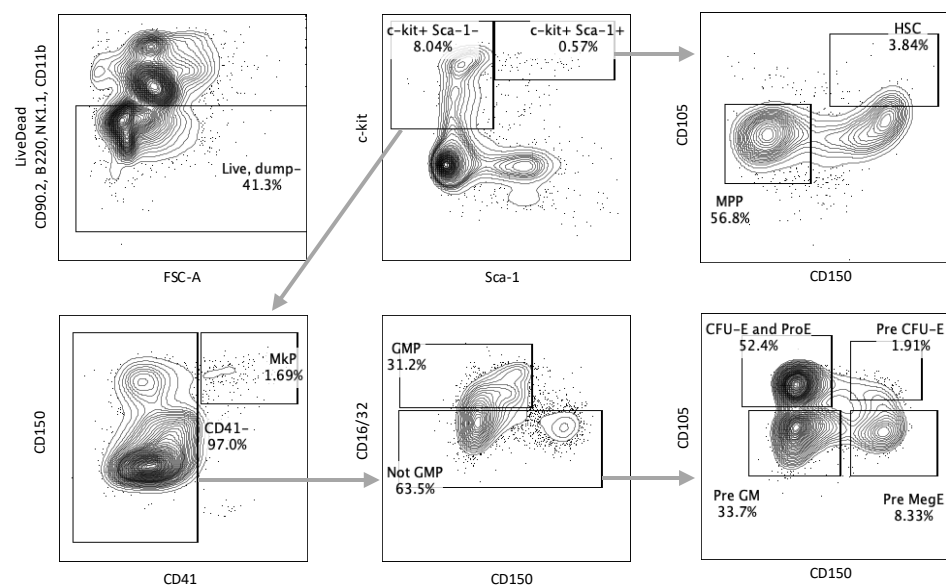 LiveDead
CD90.2, B220, NK1.1, CD11b
Live, dump-
41.3%
FSC-A
c-kit+ Sca-1-
8.04%
c-kit+ Sca-1+
0.57%
c-kit
Sca-1
HSC
3.84%
CD105
MPP
56.8%
CD150
CD150
MkP
1.69%
CD41-
97.0%
CD41
GMP
31.2%
CD16/32
Not GMP
63.5%
CD150
CFU-E and ProE
52.4%
Pre CFU-E
1.91%
CD105
Pre GM
33.7%
Pre MegE
8.33%
CD150